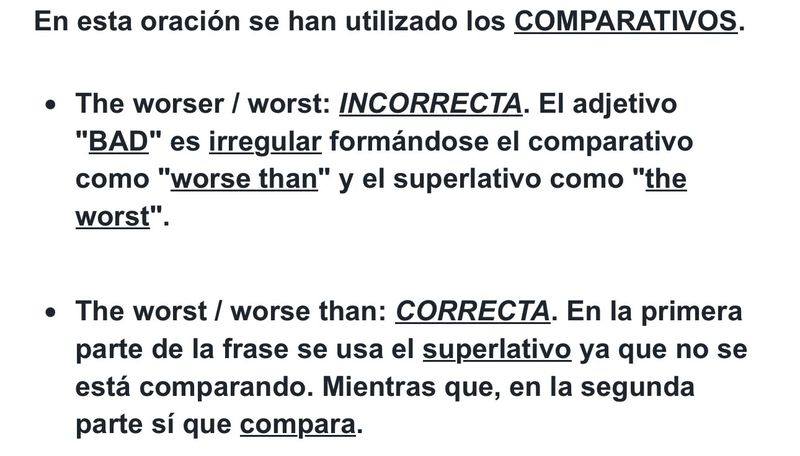 En esta oración se han utilizado los COMPARATIVOS.
• The worser / worst: INCORRECTA. El adjetivo
"BAD" es irregular formándose el comparativo
como "worse than" y el superlativo como "the
worst".
• The worst / worse than: CORRECTA. En la primera
parte de la frase se usa el superlativo ya que no se
está comparando. Mientras que, en la segunda
parte sí que compara.